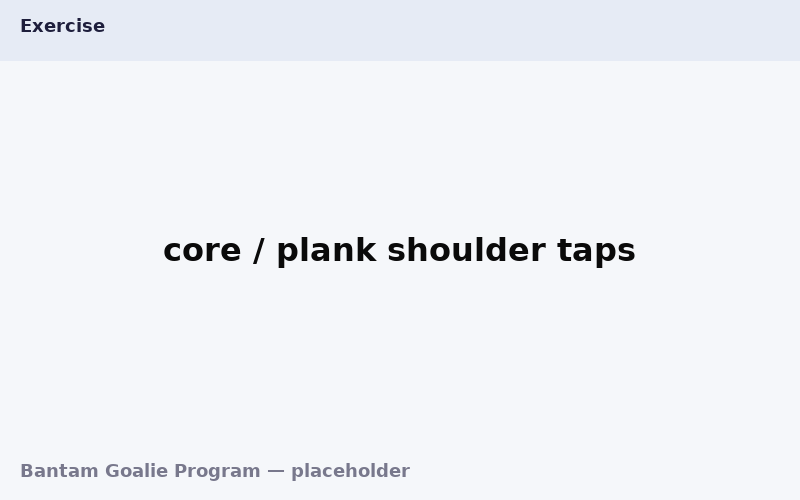 Exercise
core / plank shoulder taps
Bantam Goalie Program — placeholder